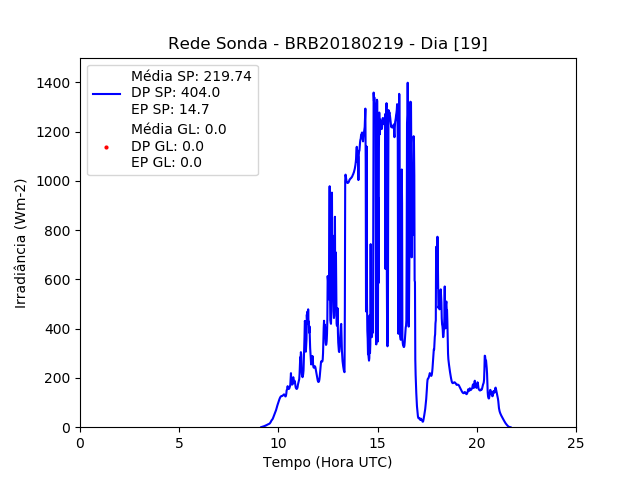 Rede Sonda - BRB20180219 - Dia [19]
Média SP: 219.74
DP SP: 404.0
EP SP: 14.7
Média GL: 0.0
DP GL: 0.0
EP GL: 0.0
1400
1200
1000
800
600
400
200
0
Irradiância (Wm-2)
0 5 10 15 20 25
Tempo (Hora UTC)